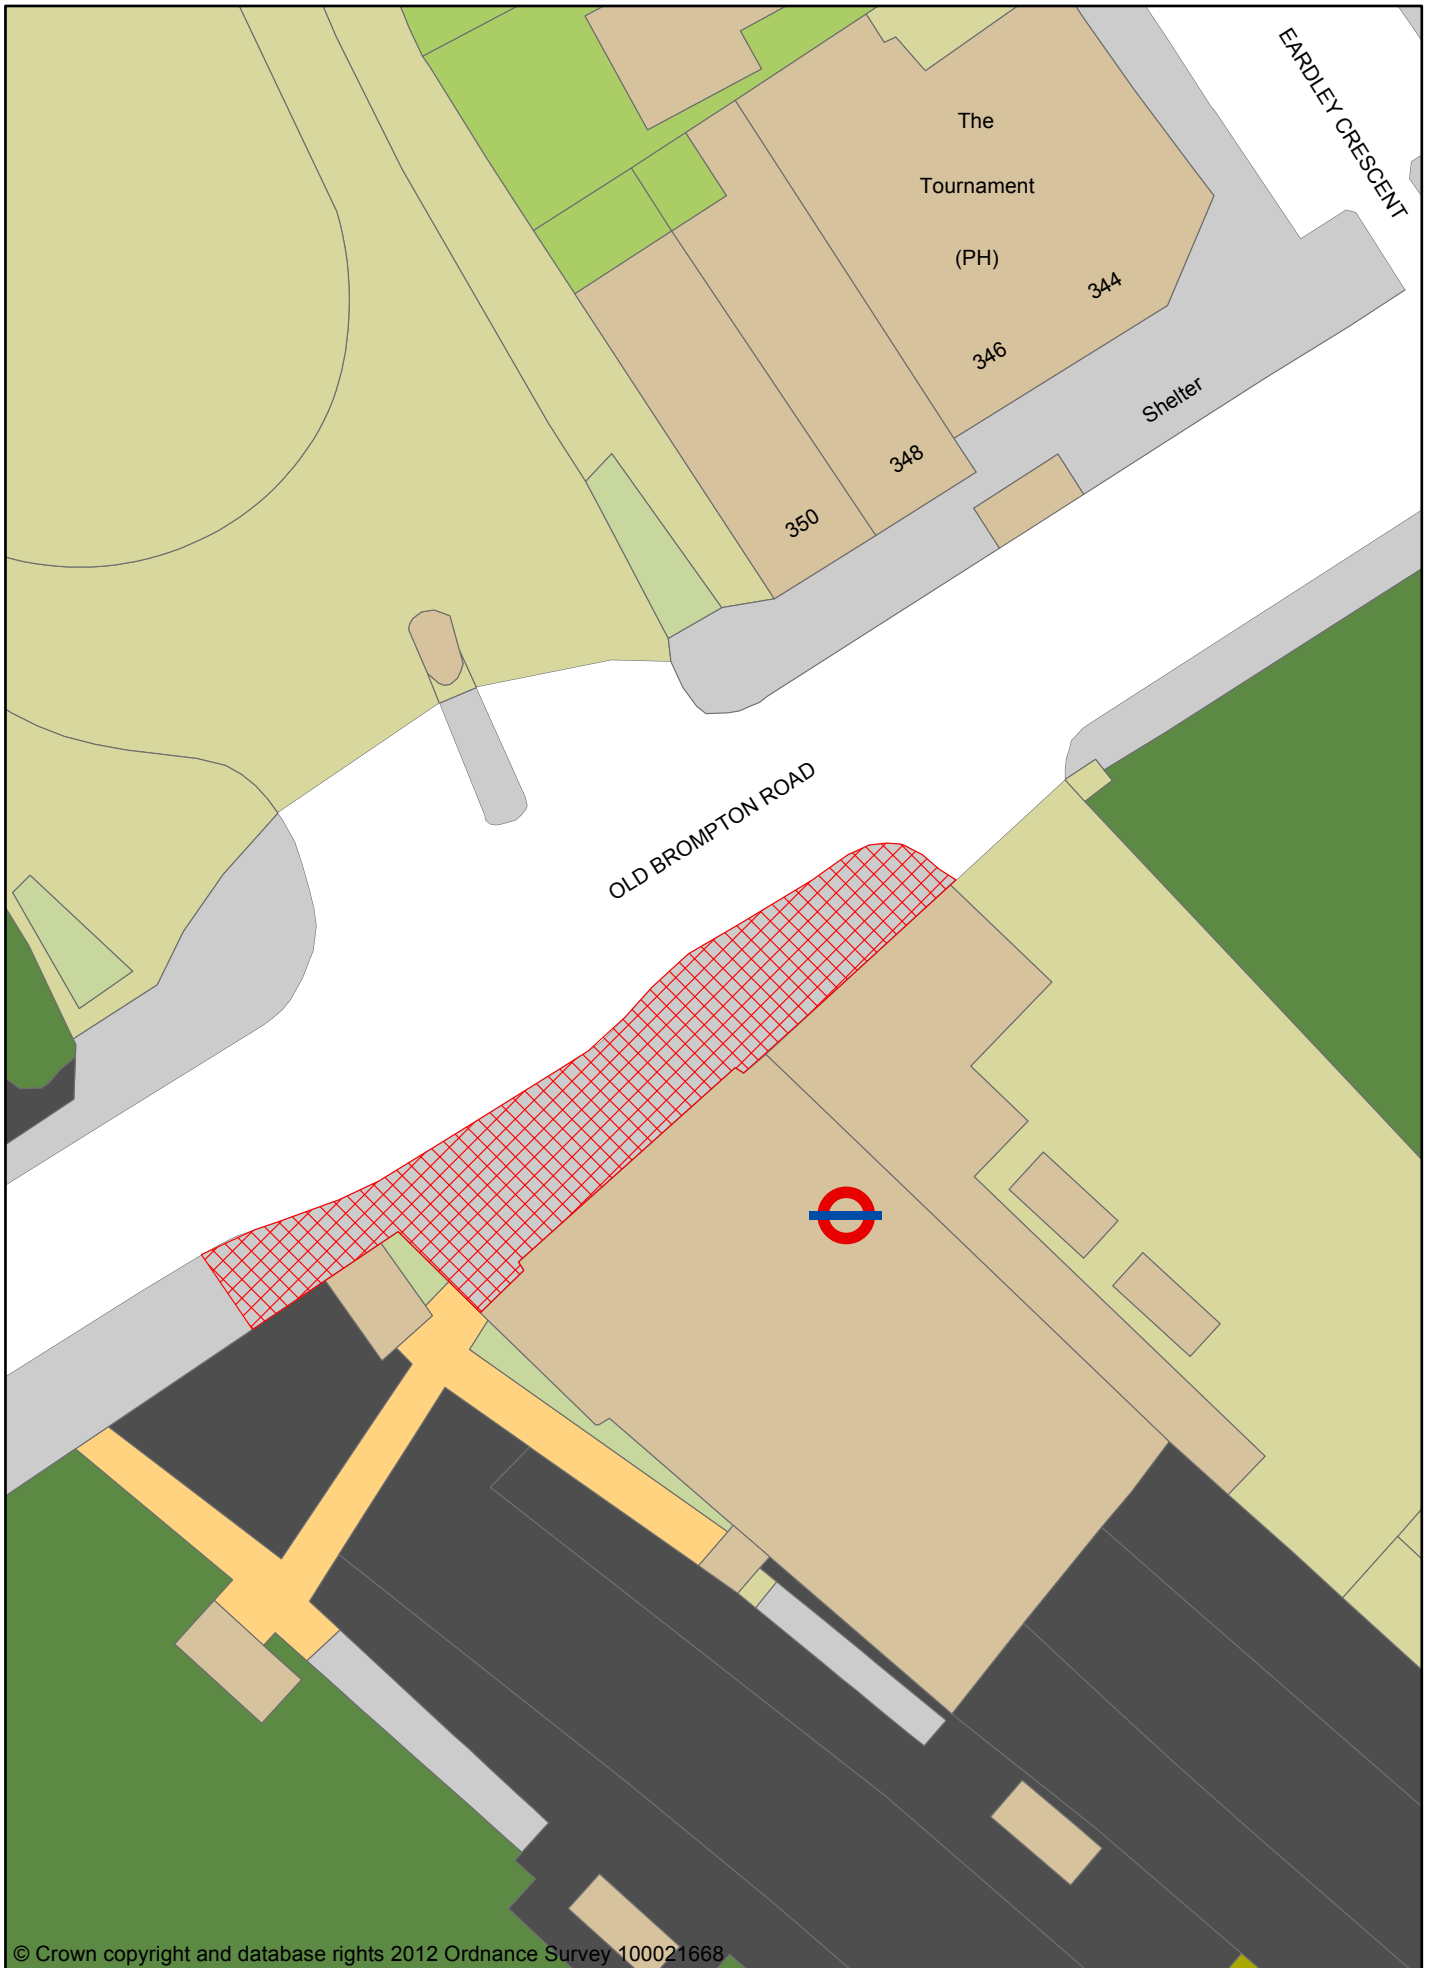 EARDLEY CRESCENT
The
Tournament
(PH)
344
346
Shelter
348
350
OLD BROMPTON ROAD
© Crown copyright and database rights 2012 Ordnance Survey 100021668